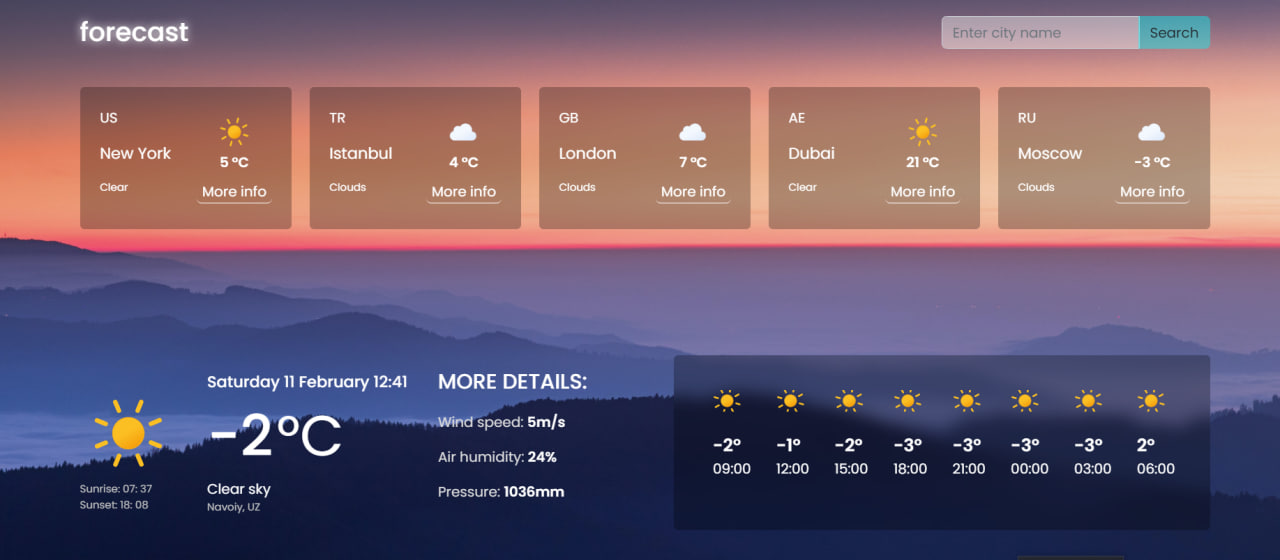 forecast
Enter city name
Search
US
New York
Clear
5 °C
More info
TR
Istanbul
Clouds
4 °C
More info
GB
London
Clouds
7 °C
More info
AE
Dubai
Clear
21 °C
More info
RU
Moscow
Clouds
-3 °C
More info
Saturday 11 February 12:41
-2°C
Clear sky
Navoiy, UZ
Sunrise: 07: 37
Sunset: 18: 08
MORE DETAILS:
Wind speed: 5m/s
Air humidity: 24%
Pressure: 1036mm
-2° -1° -2° -3° -3° -3° -3° 2°
09:00 12:00 15:00 18:00 21:00 00:00 03:00 06:00